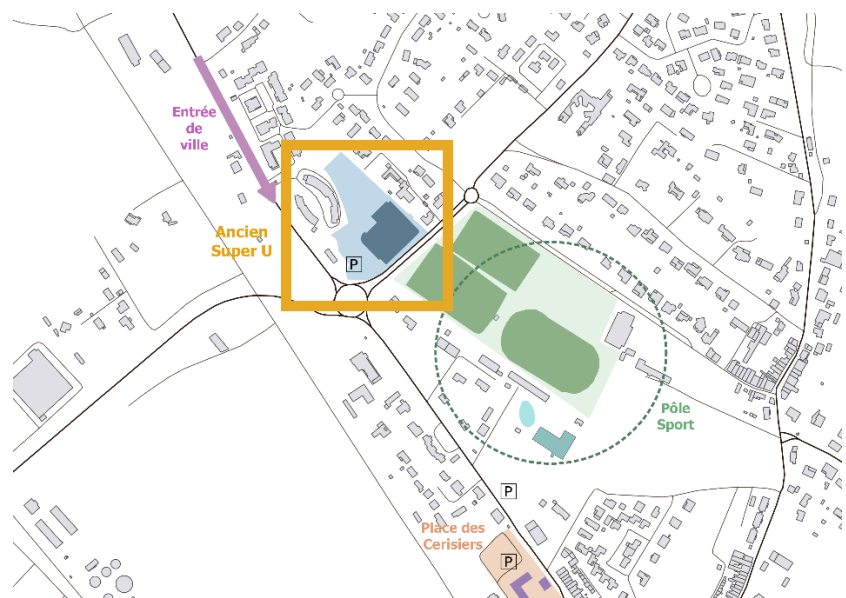 Entrée
de
ville
Ancien
Super U
P
Pôle
Sport
P
Place des
Cerisiers
P